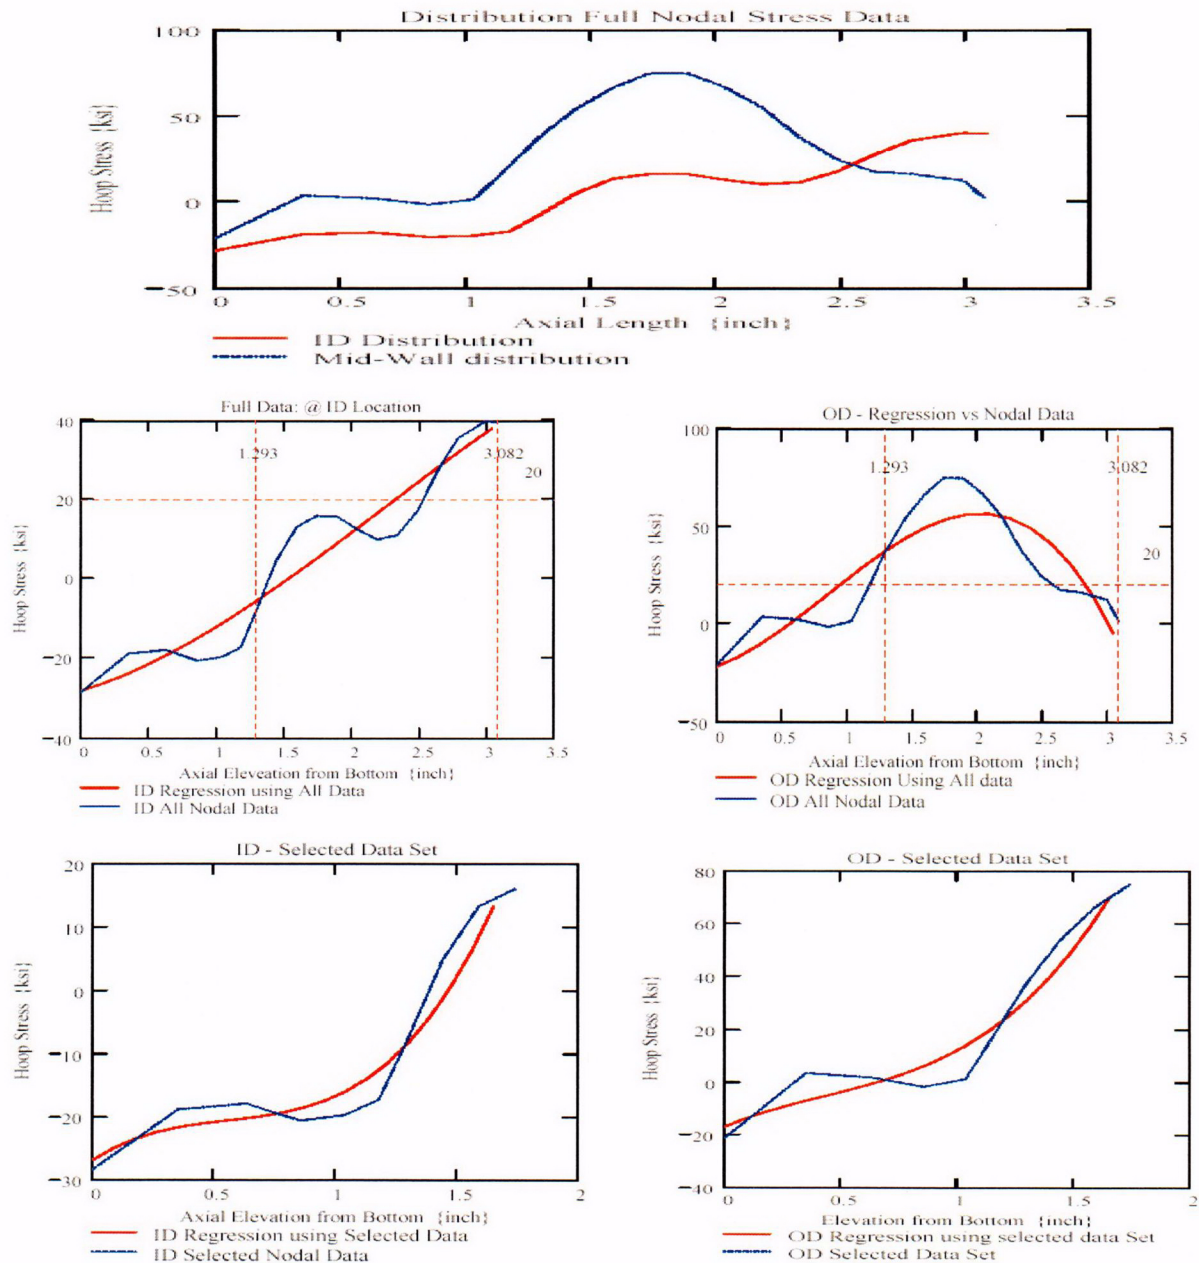 Distribution Full Nodal Stress Data
100
50
0
−50
Hoop Stress {ksi}
0 0.5 1 1.5 2 2.5 3 3.5
Axial Length {inch}
ID Distribution
Mid-Wall distribution
Full Data: @ ID Location
40
20
0
−20
−40
Hoop Stress {ksi}
1.293
3.082
20
0 0.5 1 1.5 2 2.5 3 3.5
Axial Elevation from Bottom {inch}
ID Regression using All Data
ID All Nodal Data
OD - Regression vs Nodal Data
100
50
0
−50
Hoop Stress {ksi}
1.293
3.082
20
0 0.5 1 1.5 2 2.5 3 3.5
Axial Elevation from Bottom {inch}
OD Regression Using All data
OD All Nodal Data
ID - Selected Data Set
20
10
0
−10
−20
−30
Hoop Stress {ksi}
0 0.5 1 1.5 2
Axial Elevation from Bottom {inch}
ID Regression using Selected Data
ID Selected Nodal Data
OD - Selected Data Set
80
60
40
20
0
−20
−40
Hoop Stress {ksi}
0 0.5 1 1.5 2
Elevation from Bottom {inch}
OD Regression using selected data Set
OD Selected Data Set